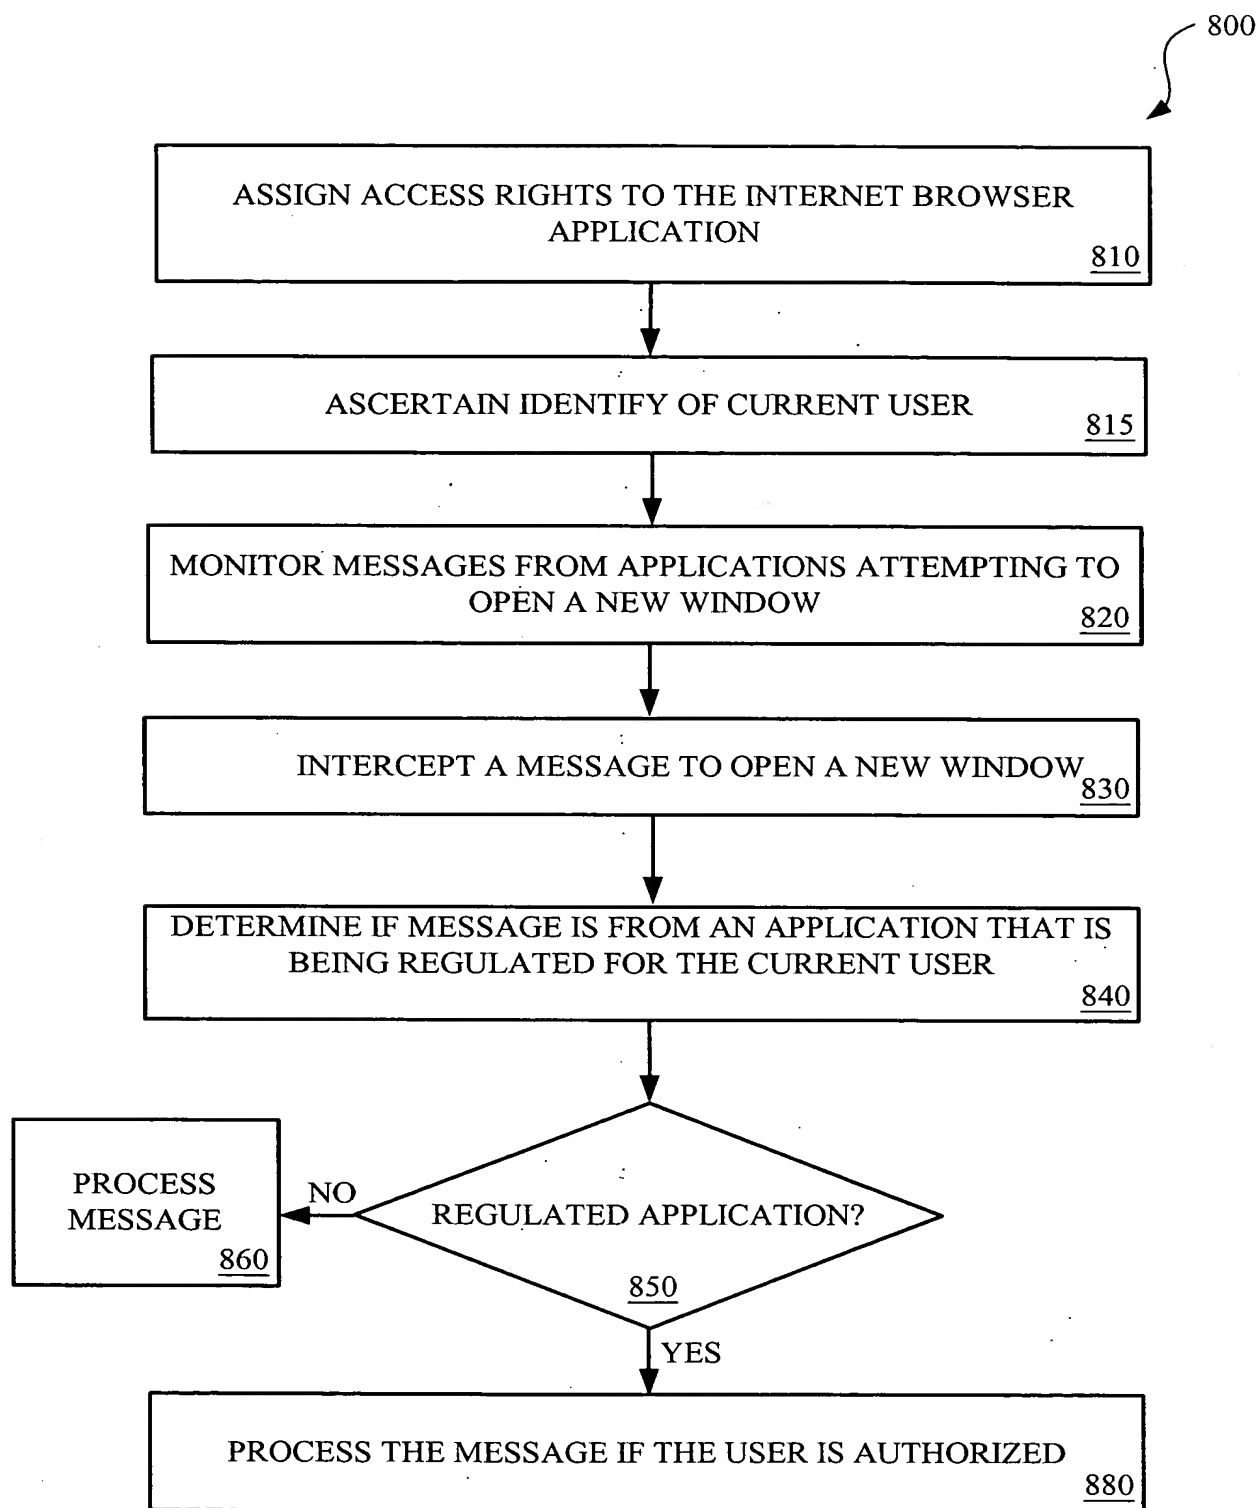 800
ASSIGN ACCESS RIGHTS TO THE INTERNET BROWSER
APPLICATION
810
ASCERTAIN IDENTIFY OF CURRENT USER
815
MONITOR MESSAGES FROM APPLICATIONS ATTEMPTING TO
OPEN A NEW WINDOW
820
INTERCEPT A MESSAGE TO OPEN A NEW WINDOW
830
DETERMINE IF MESSAGE IS FROM AN APPLICATION THAT IS
BEING REGULATED FOR THE CURRENT USER
840
PROCESS
MESSAGE
860
NO
REGULATED APPLICATION?
850
YES
PROCESS THE MESSAGE IF THE USER IS AUTHORIZED
880